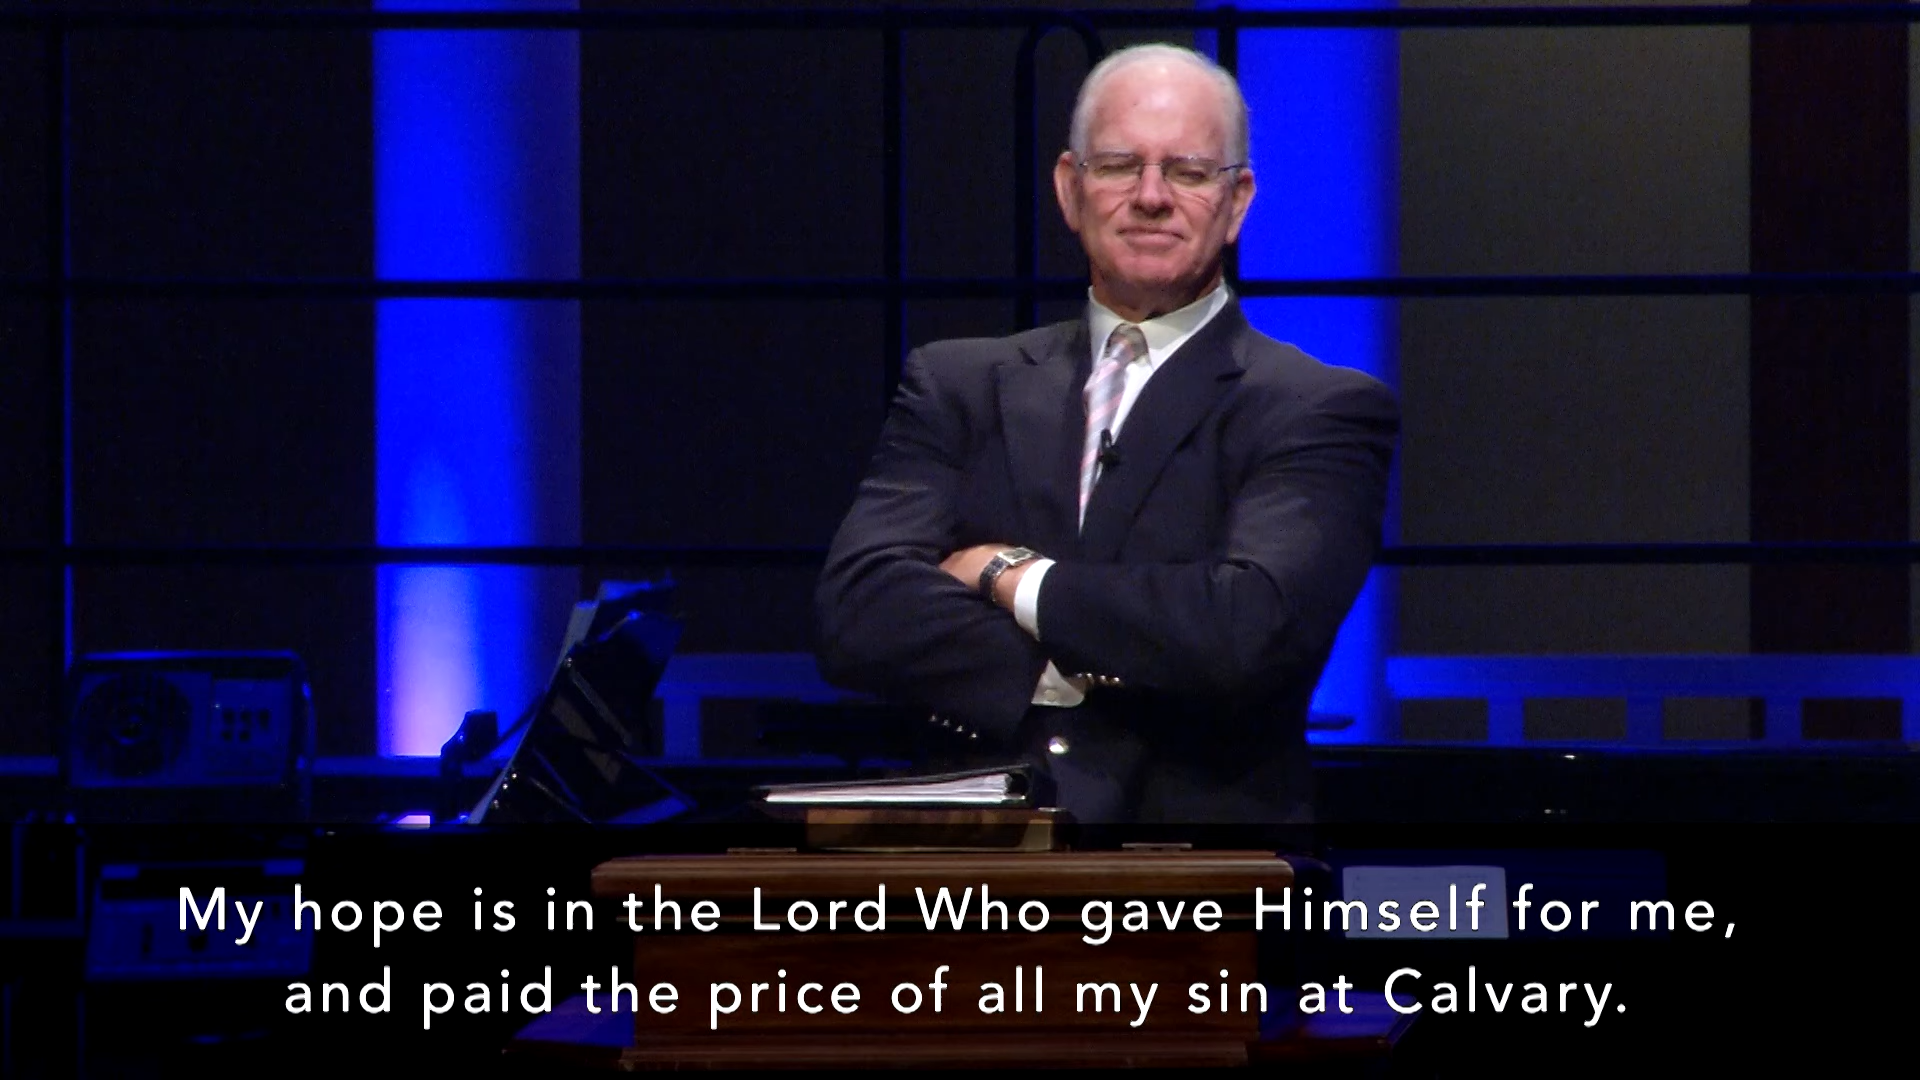 My hope is in the Lord Who gave Himself for me,
and paid the price of all my sin at Calvary.